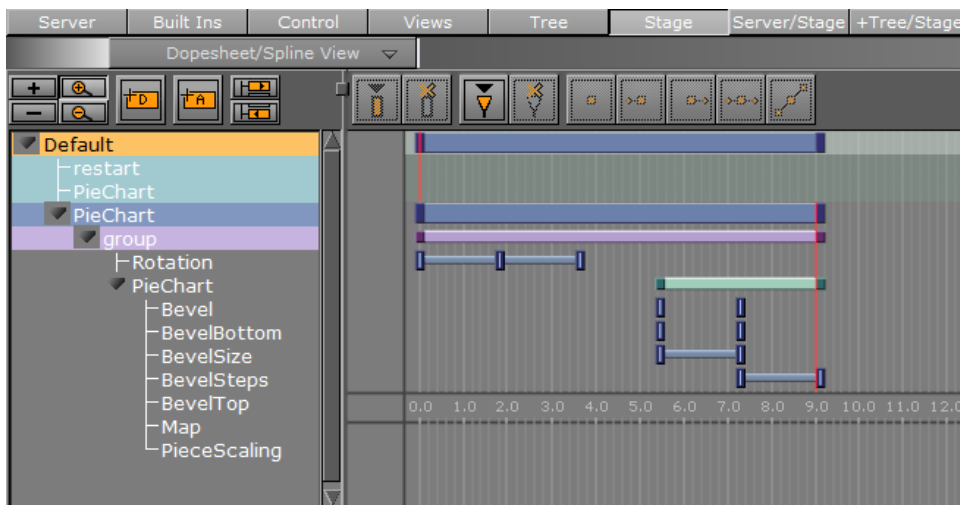 Server Built Ins Control Views Tree Stage Server/Stage +Tree/Stage
Dopesheet/Spline View
+ D A
−
Default
restart
PieChart
PieChart
group
Rotation
PieChart
Bevel
BevelBottom
BevelSize
BevelSteps
BevelTop
Map
PieceScaling
0.0 1.0 2.0 3.0 4.0 5.0 6.0 7.0 8.0 9.0 10.0 11.0 12.0